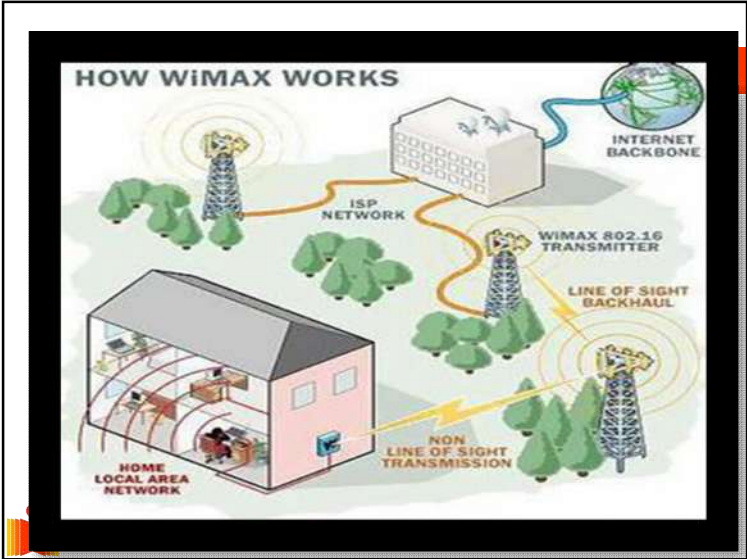 HOW WiMAX WORKS
INTERNET
BACKBONE
ISP
NETWORK
WiMAX 802.16
TRANSMITTER
LINE OF SIGHT
BACKHAUL
NON
LINE OF SIGHT
TRANSMISSION
HOME
LOCAL AREA
NETWORK